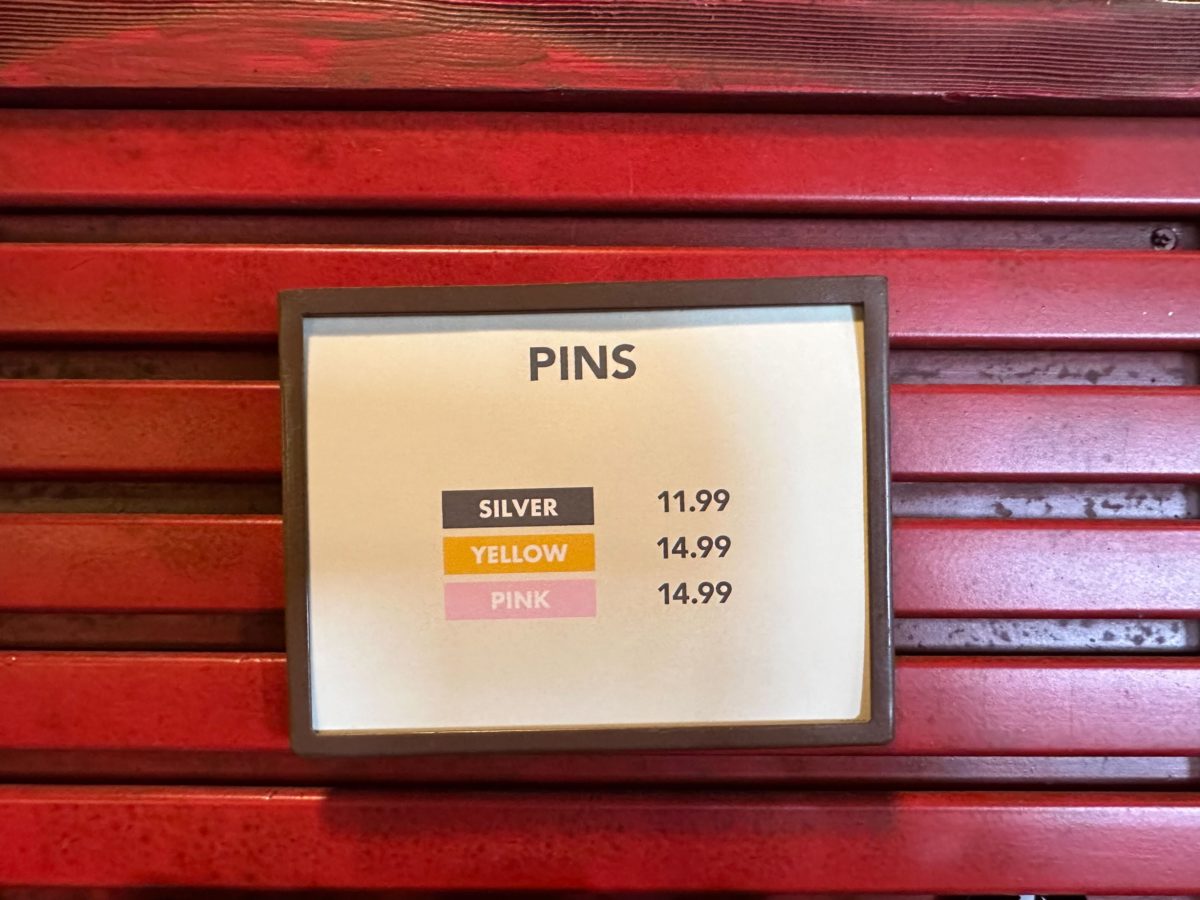 PINS
SILVER 11.99
YELLOW 14.99
PINK 14.99